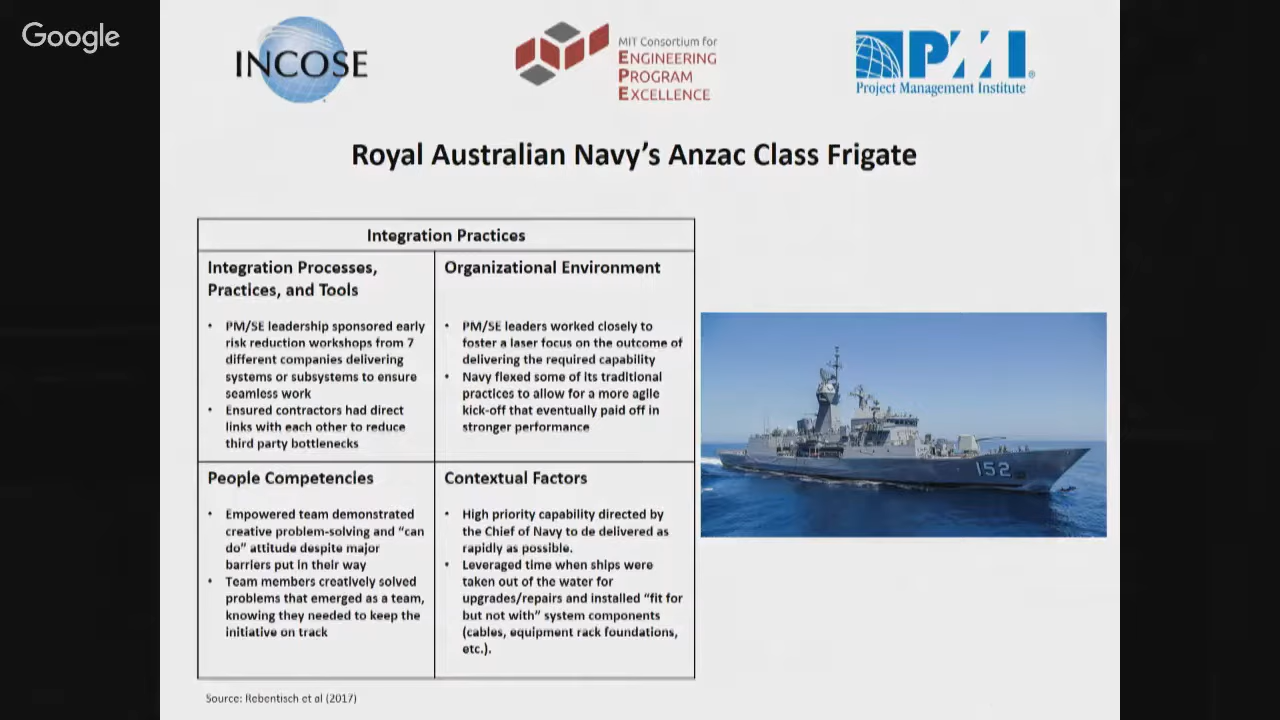 Google
INCOSE
MIT Consortium for
ENGINEERING
PROGRAM
EXCELLENCE
PMI
®
Project Management Institute
Royal Australian Navy's Anzac Class Frigate
Integration Practices
Integration Processes,
Practices, and Tools
• PM/SE leadership sponsored early
risk reduction workshops from 7
different companies delivering
systems or subsystems to ensure
seamless work
• Ensured contractors had direct
links with each other to reduce
third party bottlenecks
Organizational Environment
• PM/SE leaders worked closely to
foster a laser focus on the outcome of
delivering the required capability
• Navy flexed some of its traditional
practices to allow for a more agile
kick-off that eventually paid off in
stronger performance
People Competencies
• Empowered team demonstrated
creative problem-solving and "can
do" attitude despite major
barriers put in their way
• Team members creatively solved
problems that emerged as a team,
knowing they needed to keep the
initiative on track
Contextual Factors
• High priority capability directed by
the Chief of Navy to de delivered as
rapidly as possible.
• Leveraged time when ships were
taken out of the water for
upgrades/repairs and installed "fit for
but not with" system components
(cables, equipment rack foundations,
etc.).
152
Source: Rebentisch et al (2017)